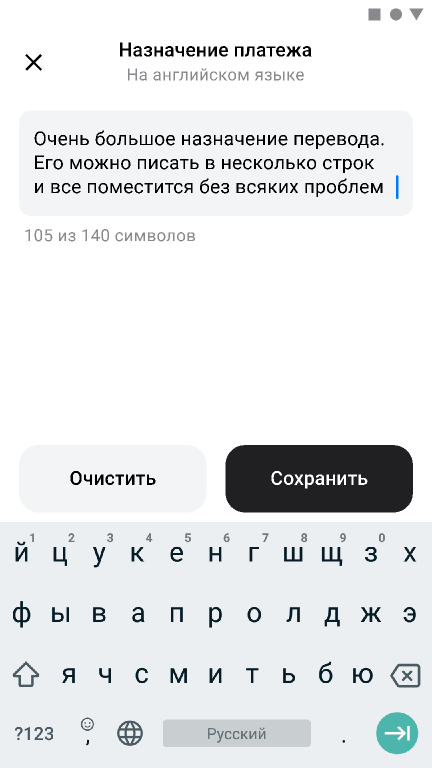 Назначение платежа
На английском языке
Очень большое назначение перевода.
Его можно писать в несколько строк
и все поместится без всяких проблем
105 из 140 символов
Очистить
Сохранить
1 2 3 4 5 6 7 8 9 0
й ц у к е н г ш щ з х
ф ы в а п р о л д ж э
я ч с м и т ь б ю
?123 , Русский .